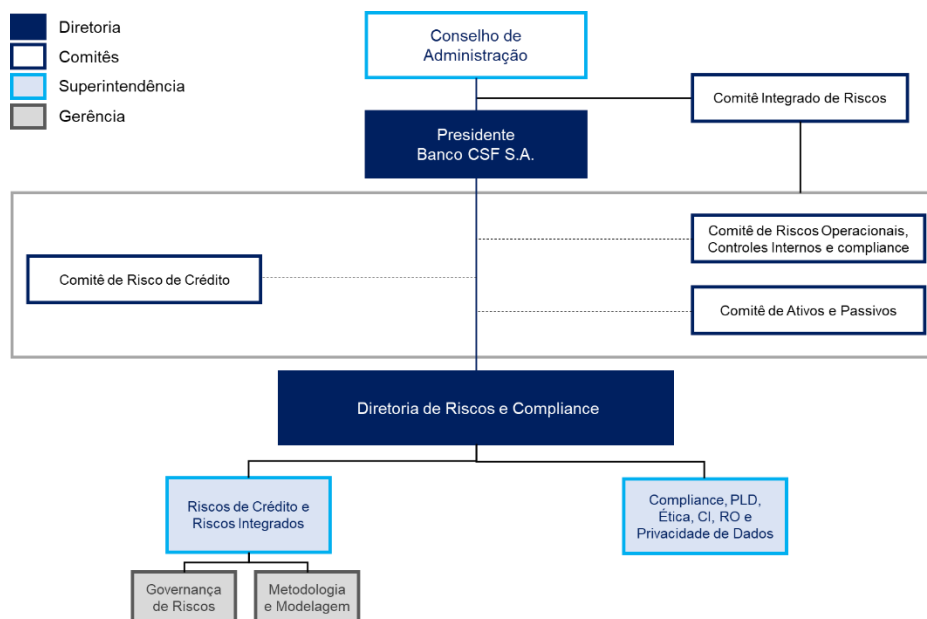 Diretoria
Comitês
Superintendência
Gerência
Conselho de
Administração
Comitê Integrado de Riscos
Presidente
Banco CSF S.A.
Comitê de Riscos Operacionais,
Controles Internos e compliance
Comitê de Risco de Crédito
Comitê de Ativos e Passivos
Diretoria de Riscos e Compliance
Riscos de Crédito e
Riscos Integrados
Compliance, PLD,
Ética, CI, RO e
Privacidade de Dados
Governança
de Riscos
Metodologia
e Modelagem